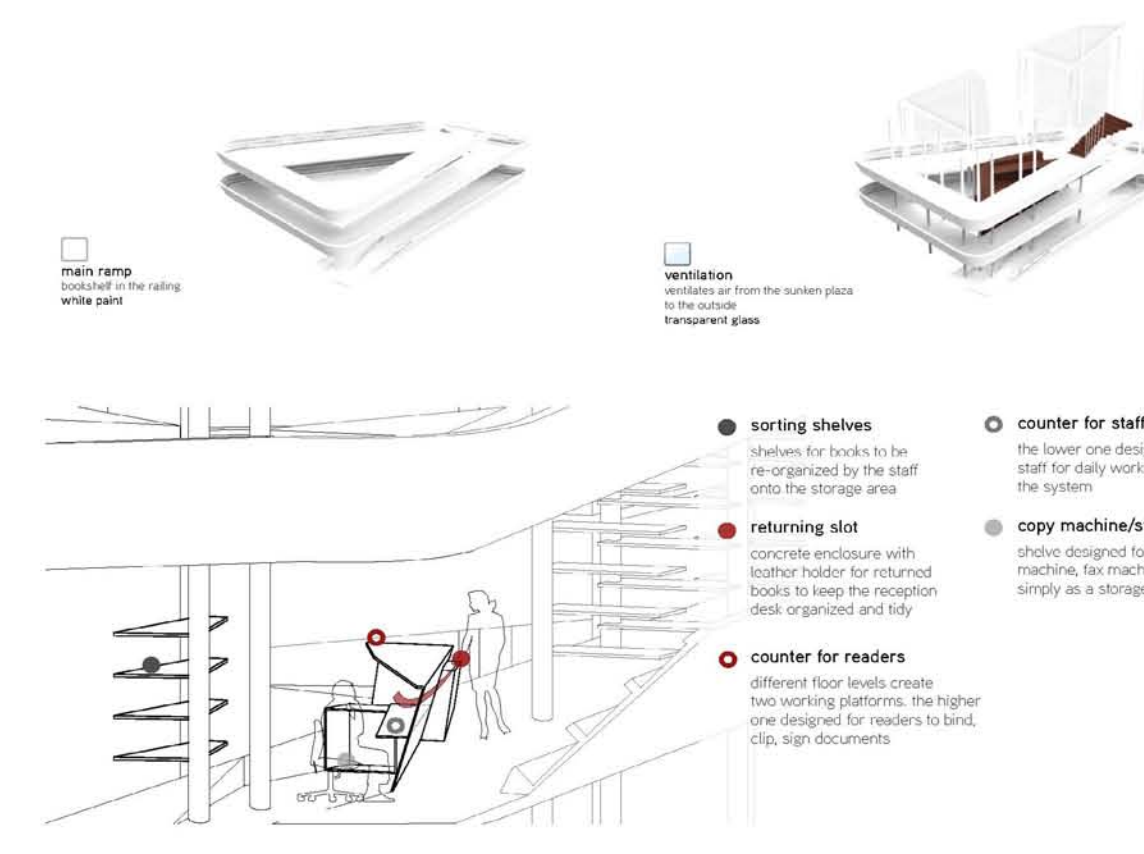 main ramp
bookshelf in the railing
white paint
ventilation
ventilates air from the sunken plaza
to the outside
transparent glass
sorting shelves
shelves for books to be
re-organized by the staff
onto the storage area
returning slot
concrete enclosure with
leather holder for returned
books to keep the reception
desk organized and tidy
counter for readers
different floor levels create
two working platforms. the higher
one designed for readers to bind,
clip, sign documents
counter for staff
the lower one desi
staff for daily work
the system
copy machine/s
shelve designed fo
machine, fax mach
simply as a storage